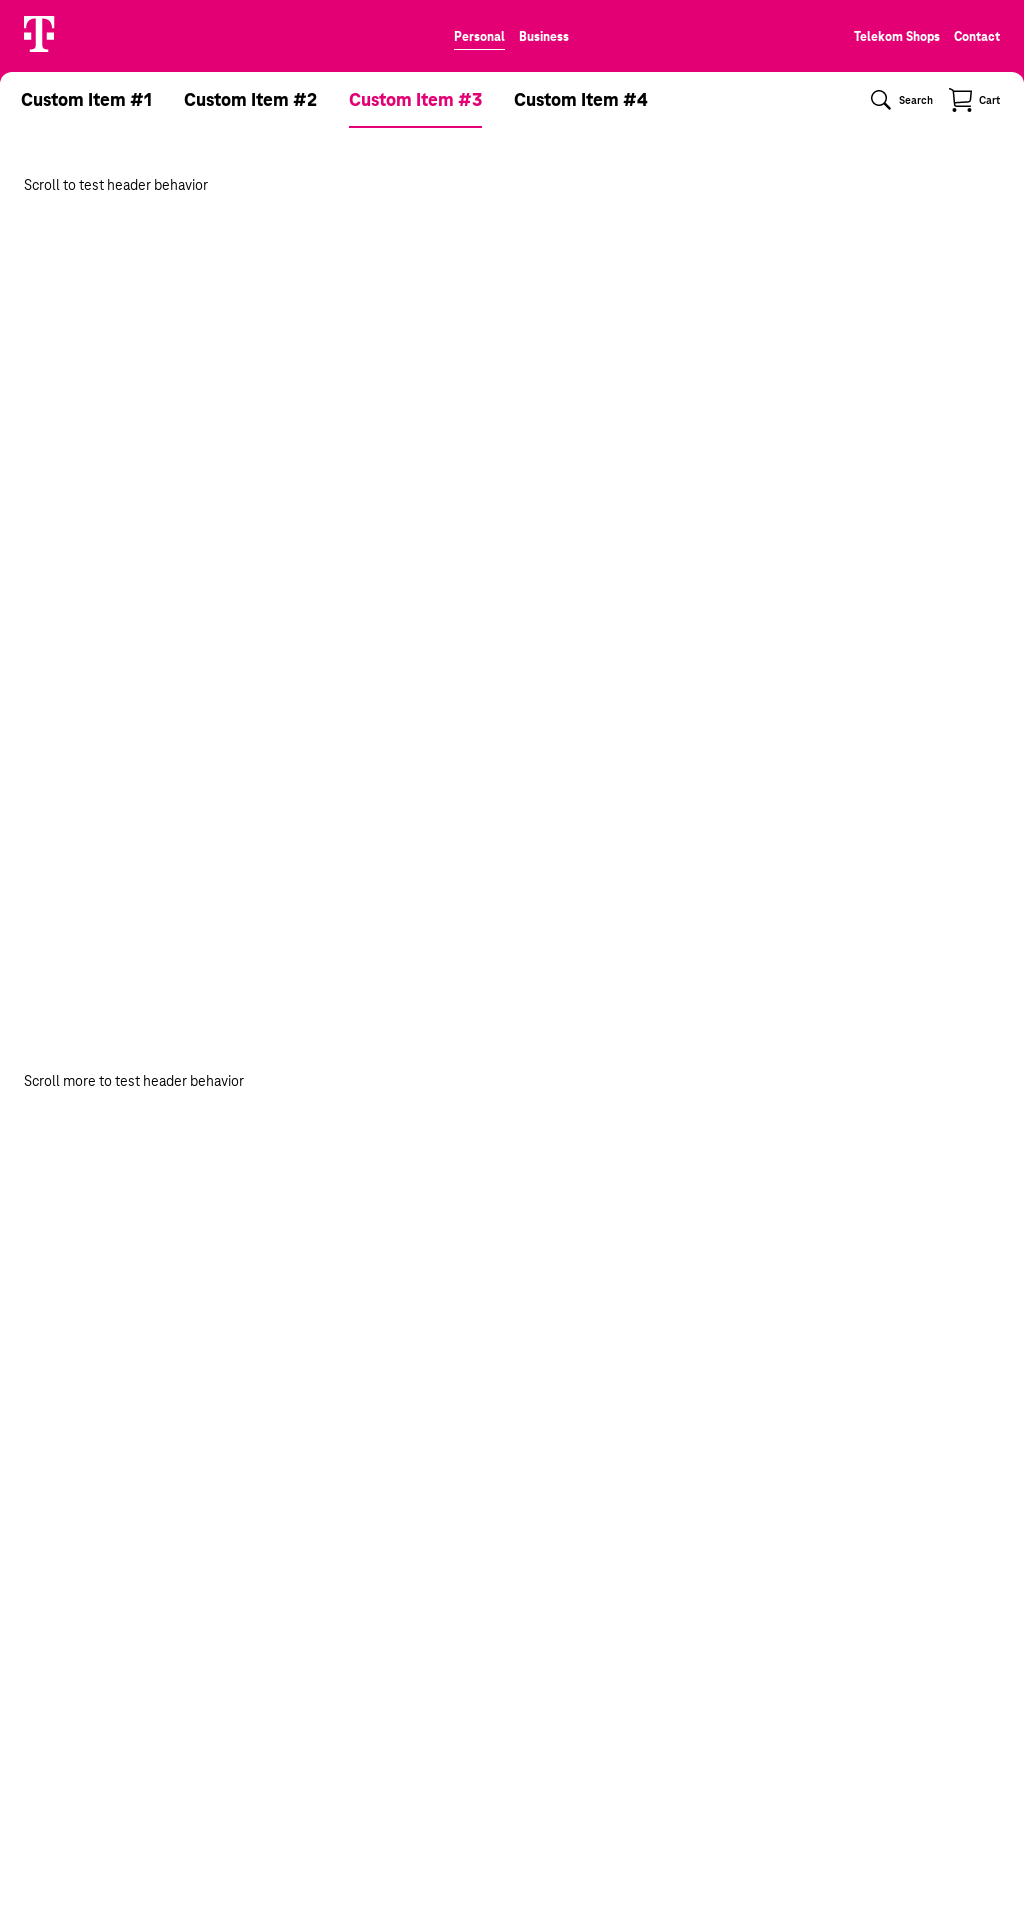 Personal Business Telekom Shops Contact
Custom Item #1 Custom Item #2 Custom Item #3 Custom Item #4 Search Cart
Scroll to test header behavior
Scroll more to test header behavior